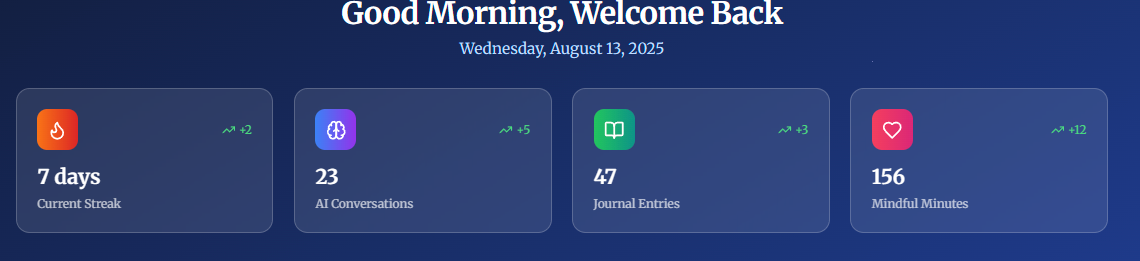 Good Morning, Welcome Back
Wednesday, August 13, 2025
+2
7 days
Current Streak
+5
23
AI Conversations
+3
47
Journal Entries
+12
156
Mindful Minutes